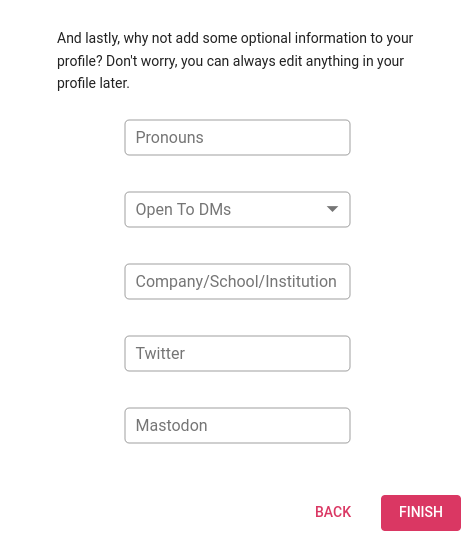 And lastly, why not add some optional information to your
profile? Don't worry, you can always edit anything in your
profile later.
Pronouns
Open To DMs
Company/School/Institution
Twitter
Mastodon
BACK
FINISH